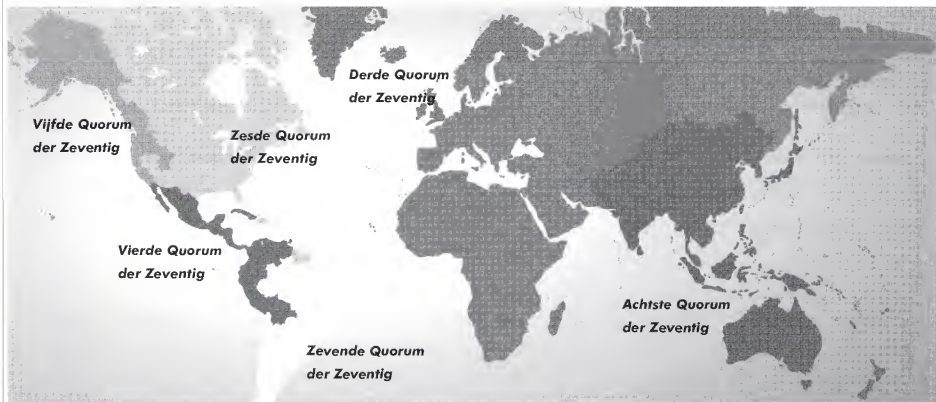 Derde Quorum
der Zeventig
Vijfde Quorum
der Zeventig
Zesde Quorum
der Zeventig
Vierde Quorum
der Zeventig
Achtste Quorum
der Zeventig
Zevende Quorum
der Zeventig